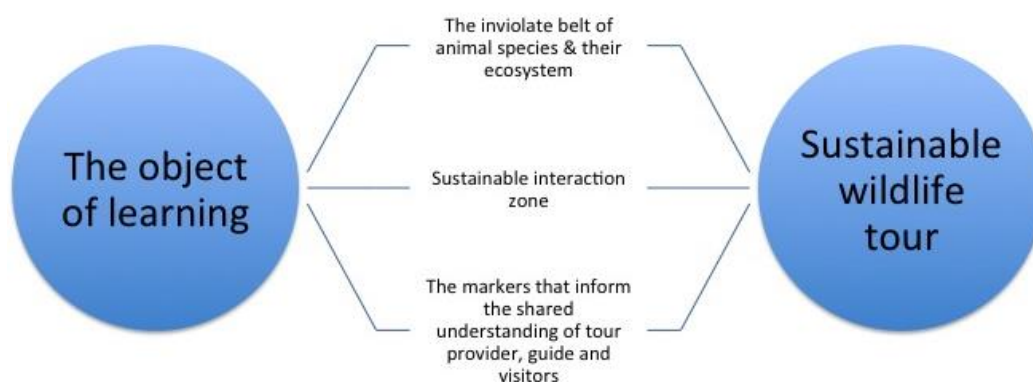 The object
of learning
The inviolate belt of
animal species & their
ecosystem
Sustainable interaction
zone
The markers that inform
the shared
understanding of tour
provider, guide and
visitors
Sustainable
wildlife
tour